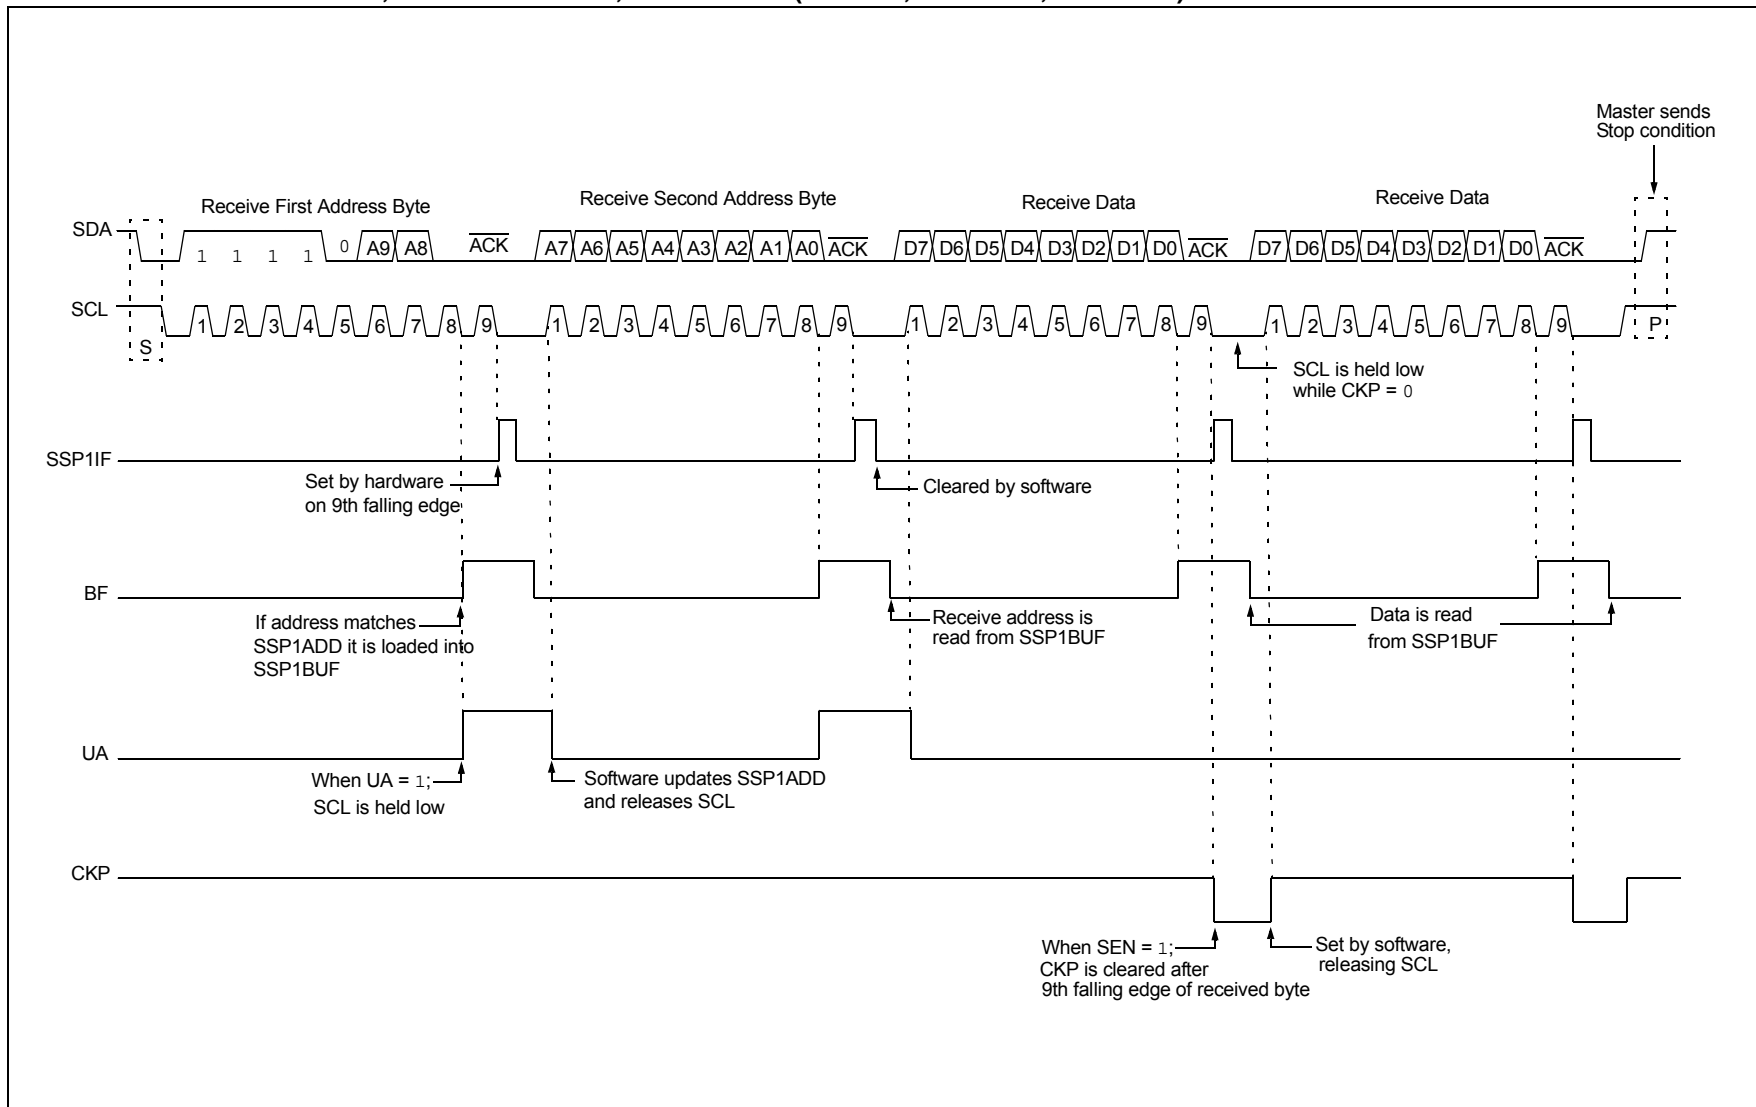 Master sends
Stop condition
Receive First Address Byte
Receive Second Address Byte
Receive Data
Receive Data
SDA
1 1 1 1 0 A9 A8 ACK A7 A6 A5 A4 A3 A2 A1 A0 ACK D7 D6 D5 D4 D3 D2 D1 D0 ACK D7 D6 D5 D4 D3 D2 D1 D0 ACK
SCL
S 1 2 3 4 5 6 7 8 9 1 2 3 4 5 6 7 8 9 1 2 3 4 5 6 7 8 9 1 2 3 4 5 6 7 8 9 P
SCL is held low
while CKP = 0
SSP1IF
Set by hardware
on 9th falling edge
Cleared by software
BF
If address matches
SSP1ADD it is loaded into
SSP1BUF
Receive address is
read from SSP1BUF
Data is read
from SSP1BUF
UA
When UA = 1;
SCL is held low
Software updates SSP1ADD
and releases SCL
CKP
When SEN = 1;
CKP is cleared after
9th falling edge of received byte
Set by software,
releasing SCL